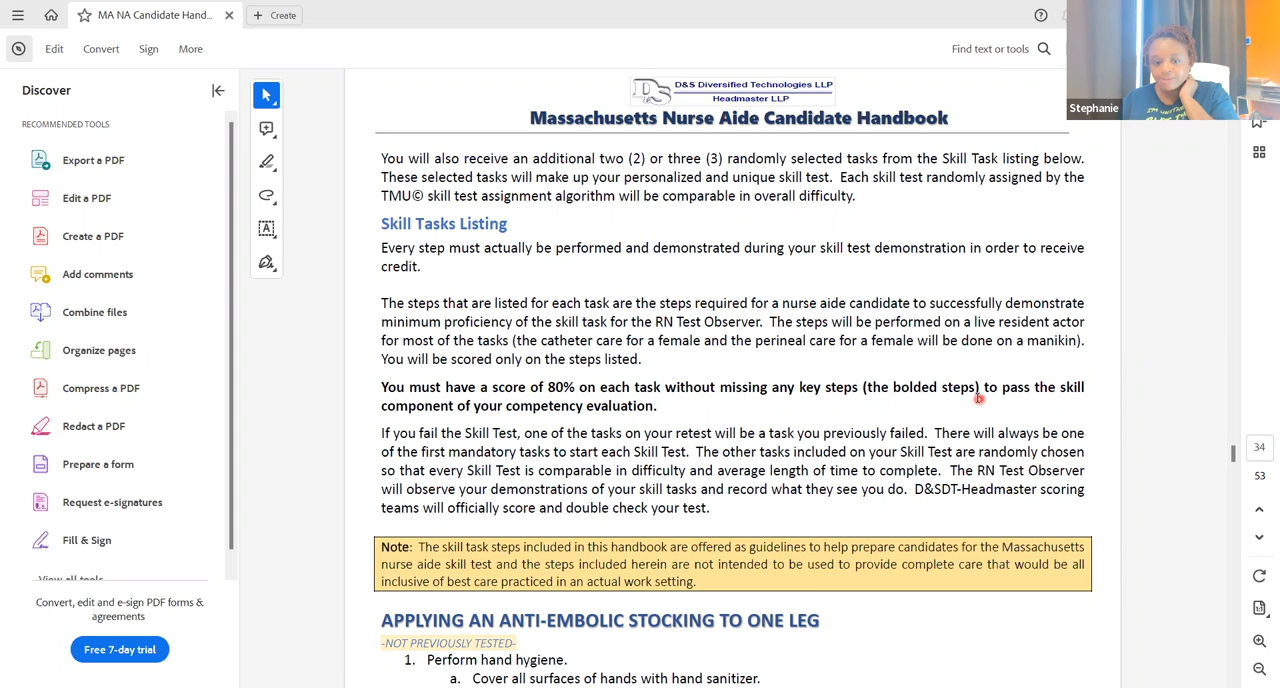 MA NA Candidate Hand...
Create
Edit
Convert
Sign
More
Find text or tools
Stephanie
Discover
RECOMMENDED TOOLS
Export a PDF
Edit a PDF
Create a PDF
Add comments
Combine files
Organize pages
Compress a PDF
Redact a PDF
Prepare a form
Request e-signatures
Fill & Sign
View all tools
Convert, edit and e-sign PDF forms &
agreements
Free 7-day trial
D&S Diversified Technologies LLP
Headmaster LLP
Massachusetts Nurse Aide Candidate Handbook
You will also receive an additional two (2) or three (3) randomly selected tasks from the Skill Task listing below.
These selected tasks will make up your personalized and unique skill test. Each skill test randomly assigned by the
TMU© skill test assignment algorithm will be comparable in overall difficulty.
Skill Tasks Listing
Every step must actually be performed and demonstrated during your skill test demonstration in order to receive
credit.
The steps that are listed for each task are the steps required for a nurse aide candidate to successfully demonstrate
minimum proficiency of the skill task for the RN Test Observer. The steps will be performed on a live resident actor
for most of the tasks (the catheter care for a female and the perineal care for a female will be done on a manikin).
You will be scored only on the steps listed.
You must have a score of 80% on each task without missing any key steps (the bolded steps) to pass the skill
component of your competency evaluation.
If you fail the Skill Test, one of the tasks on your retest will be a task you previously failed. There will always be one
of the first mandatory tasks to start each Skill Test. The other tasks included on your Skill Test are randomly chosen
so that every Skill Test is comparable in difficulty and average length of time to complete. The RN Test Observer
will observe your demonstrations of your skill tasks and record what they see you do. D&SDT-Headmaster scoring
teams will officially score and double check your test.
Note: The skill task steps included in this handbook are offered as guidelines to help prepare candidates for the Massachusetts
nurse aide skill test and the steps included herein are not intended to be used to provide complete care that would be all
inclusive of best care practiced in an actual work setting.
APPLYING AN ANTI-EMBOLIC STOCKING TO ONE LEG
-NOT PREVIOUSLY TESTED-
1. Perform hand hygiene.
a. Cover all surfaces of hands with hand sanitizer.
34
53